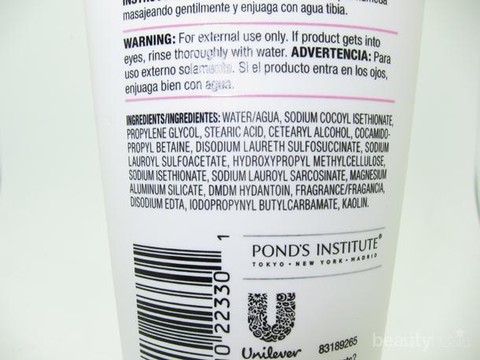 masajeando gentilmente y enjuaga con agua tibia.
WARNING: For external use only. If product gets into
eyes, rinse thoroughly with water. ADVERTENCIA: Para
uso externo solamente. Si el producto entra en los ojos,
enjuaga bien con agua.
INGREDIENTS/INGREDIENTES: WATER/AGUA, SODIUM COCOYL ISETHIONATE,
PROPYLENE GLYCOL, STEARIC ACID, CETEARYL ALCOHOL, COCAMIDO-
PROPYL BETAINE, DISODIUM LAURETH SULFOSUCCINATE, SODIUM
LAUROYL SULFOACETATE, HYDROXYPROPYL METHYLCELLULOSE,
SODIUM ISETHIONATE, SODIUM LAUROYL SARCOSINATE, MAGNESIUM
ALUMINUM SILICATE, DMDM HYDANTOIN, FRAGRANCE/FRAGANCIA,
DISODIUM EDTA, IODOPROPYNYL BUTYLCARBAMATE, KAOLIN.
POND'S INSTITUTE®
TOKYO • NEW YORK • MADRID
22330 1
Unilever
83189265